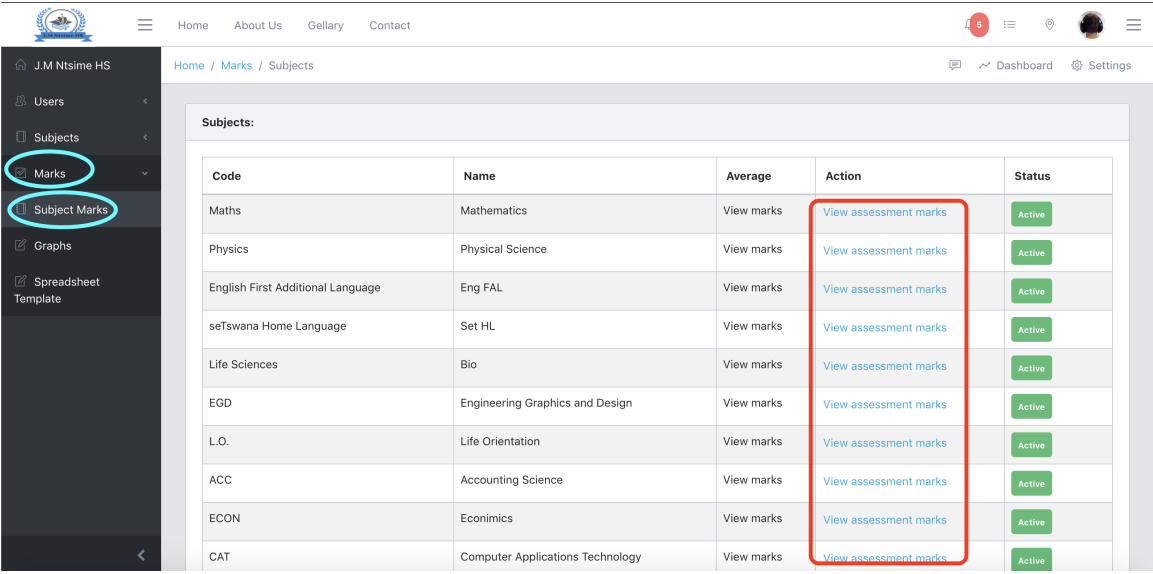 J.M Ntsime HS
Home About Us Gellary Contact
5
J.M Ntsime HS
Users
Subjects
Marks
Subject Marks
Graphs
Spreadsheet
Template
Home / Marks / Subjects
Dashboard Settings
Subjects:
Code Name Average Action Status
Maths Mathematics View marks View assessment marks Active
Physics Physical Science View marks View assessment marks Active
English First Additional Language Eng FAL View marks View assessment marks Active
seTswana Home Language Set HL View marks View assessment marks Active
Life Sciences Bio View marks View assessment marks Active
EGD Engineering Graphics and Design View marks View assessment marks Active
L.O. Life Orientation View marks View assessment marks Active
ACC Accounting Science View marks View assessment marks Active
ECON Econimics View marks View assessment marks Active
CAT Computer Applications Technology View marks View assessment marks Active